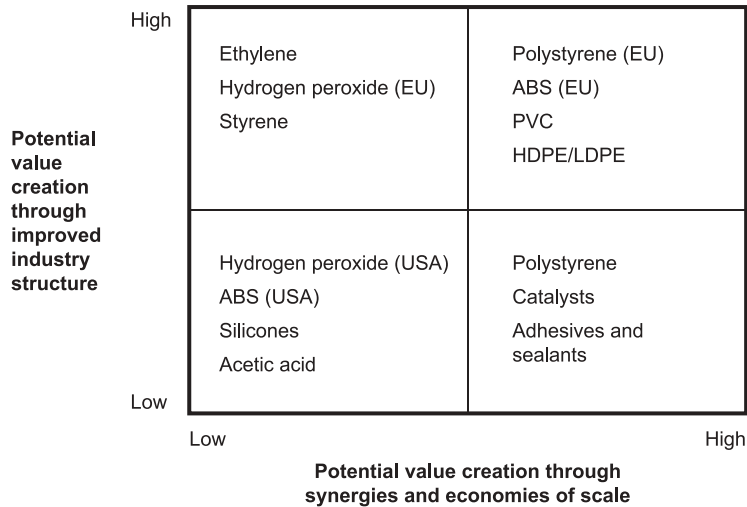 High
Ethylene
Hydrogen peroxide (EU)
Styrene
Polystyrene (EU)
ABS (EU)
PVC
HDPE/LDPE
Potential
value
creation
through
improved
industry
structure
Hydrogen peroxide (USA)
ABS (USA)
Silicones
Acetic acid
Polystyrene
Catalysts
Adhesives and
sealants
Low
Low
High
Potential value creation through
synergies and economies of scale